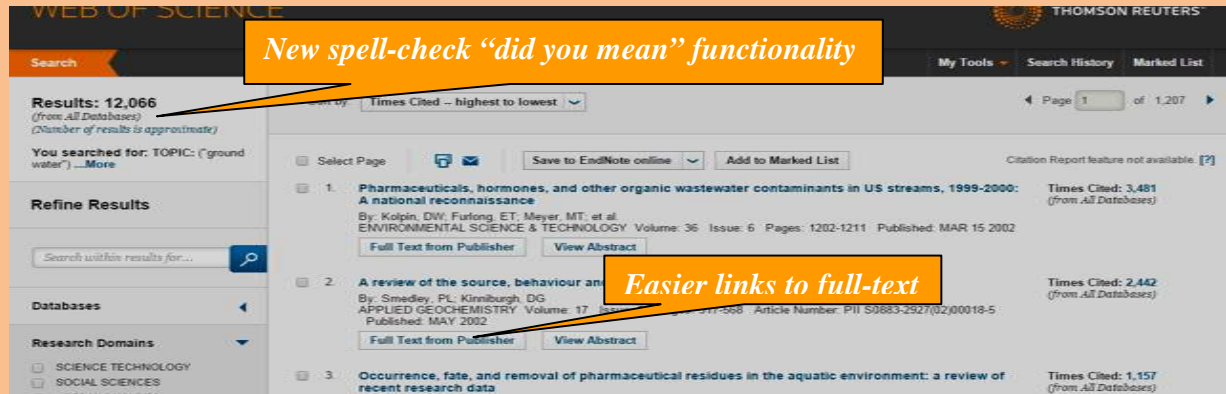 WEB OF SCIENCE
THOMSON REUTERS™
New spell-check “did you mean” functionality
Search
My Tools
Search History
Marked List
Results: 12,066
(from All Databases)
(Number of results is approximate)
You searched for: TOPIC: ("ground
water") ...More
by: Times Cited -- highest to lowest
Page 1 of 1,207
Select Page
Save to EndNote online
Add to Marked List
Citation Report feature not available. [?]
Refine Results
Search within results for...
Databases
Research Domains
SCIENCE TECHNOLOGY
SOCIAL SCIENCES
1. Pharmaceuticals, hormones, and other organic wastewater contaminants in US streams, 1999-2000:
A national reconnaissance
By: Kolpin, DW; Furlong, ET; Meyer, MT; et al.
ENVIRONMENTAL SCIENCE & TECHNOLOGY Volume: 36 Issue: 6 Pages: 1202-1211 Published: MAR 15 2002
Full Text from Publisher
View Abstract
Times Cited: 3,481
(from All Databases)
Easier links to full-text
2. A review of the source, behaviour
By: Smedley, PL; Kinniburgh, DG
APPLIED GEOCHEMISTRY Volume: 17 517-568 Article Number: PII S0883-2927(02)00018-5
Published: MAY 2002
Full Text from Publisher
View Abstract
Times Cited: 2,442
(from All Databases)
3. Occurrence, fate, and removal of pharmaceutical residues in the aquatic environment: a review of
recent research data
Times Cited: 1,157
(from All Databases)